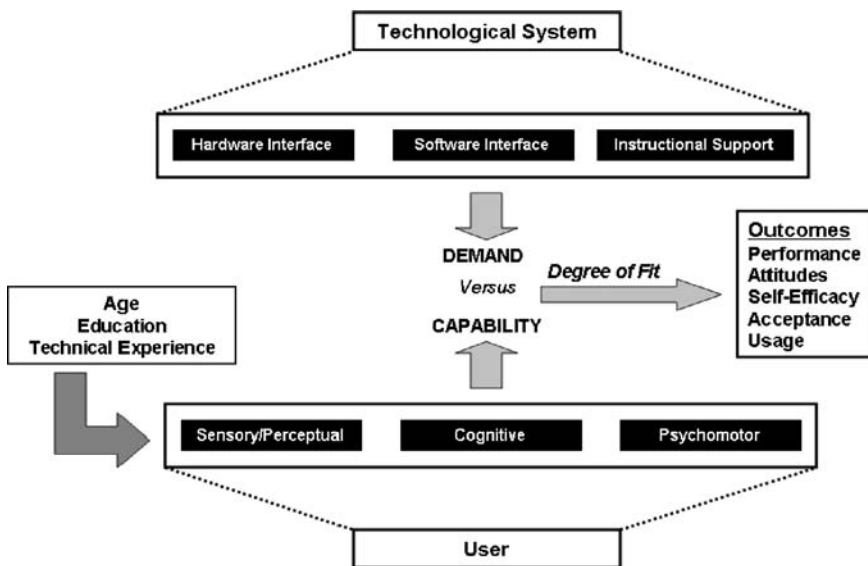 Technological System
Hardware Interface
Software Interface
Instructional Support
DEMAND
Versus
CAPABILITY
Degree of Fit
Outcomes
Performance
Attitudes
Self-Efficacy
Acceptance
Usage
Age
Education
Technical Experience
Sensory/Perceptual
Cognitive
Psychomotor
User